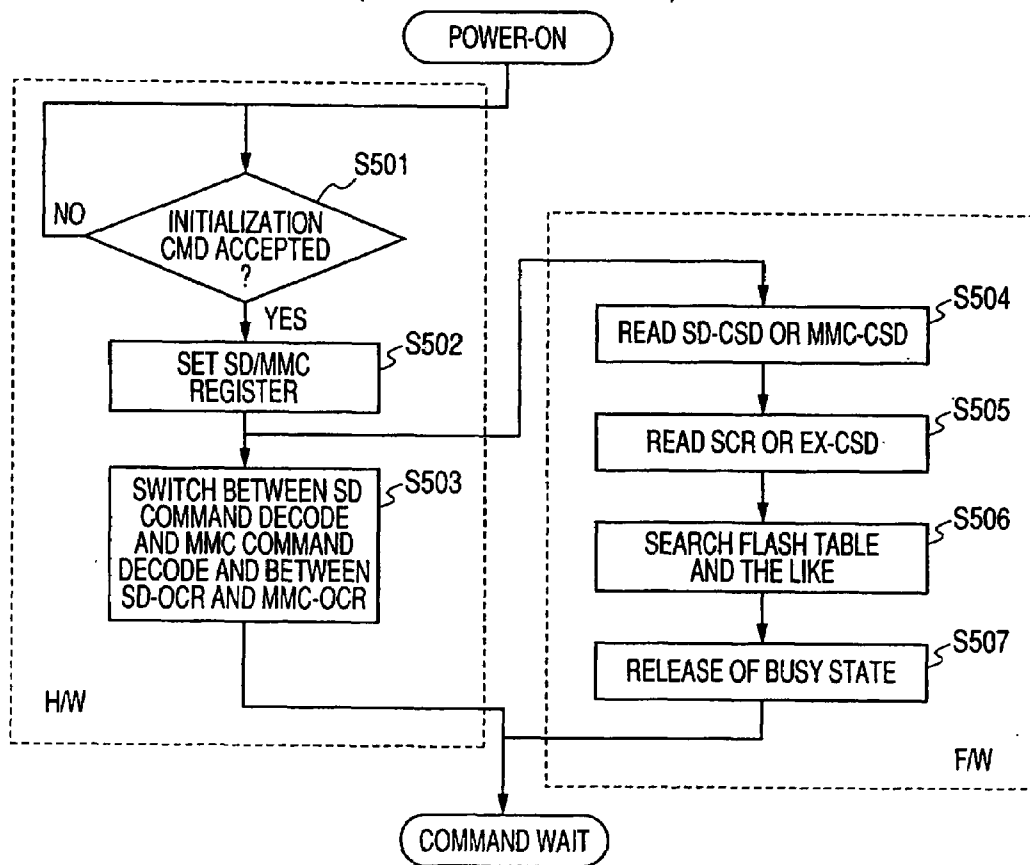 POWER-ON
S501
NO
INITIALIZATION
CMD ACCEPTED
?
YES
S502
SET SD/MMC
REGISTER
S503
SWITCH BETWEEN SD
COMMAND DECODE
AND MMC COMMAND
DECODE AND BETWEEN
SD-OCR AND MMC-OCR
H/W
S504
READ SD-CSD OR MMC-CSD
S505
READ SCR OR EX-CSD
S506
SEARCH FLASH TABLE
AND THE LIKE
S507
RELEASE OF BUSY STATE
F/W
COMMAND WAIT